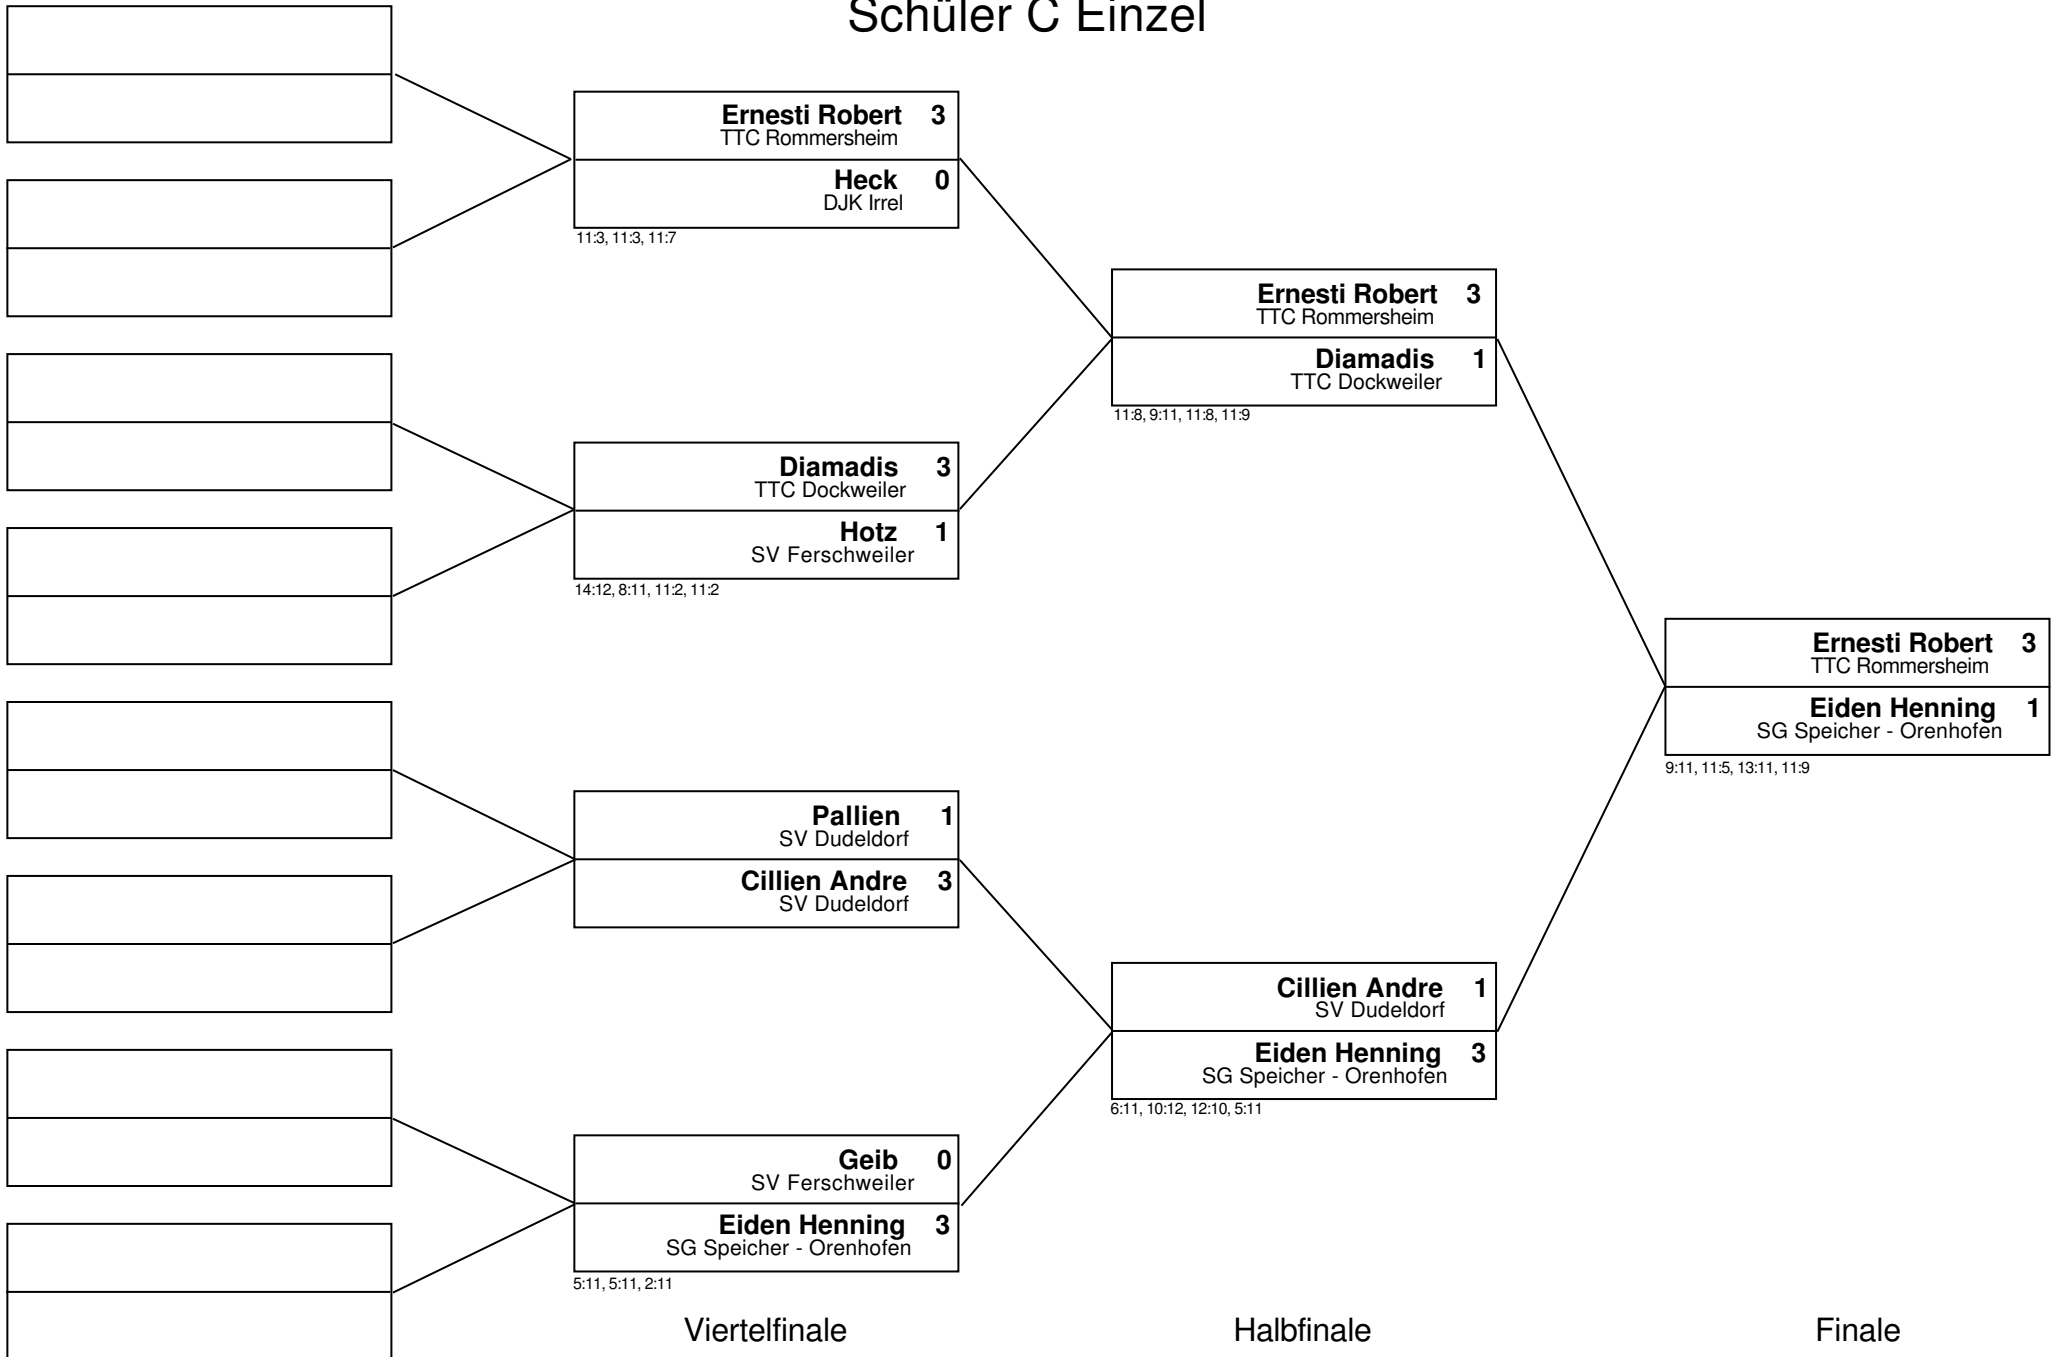 Schüler C Einzel
Ernesti Robert 3
TTC Rommersheim
Heck 0
DJK Irrel
11:3, 11:3, 11:7
Diamadis 3
TTC Dockweiler
Hotz 1
SV Ferschweiler
14:12, 8:11, 11:2, 11:2
Pallien 1
SV Dudeldorf
Cillien Andre 3
SV Dudeldorf
Geib 0
SV Ferschweiler
Eiden Henning 3
SG Speicher - Orenhofen
5:11, 5:11, 2:11
Viertelfinale
Ernesti Robert 3
TTC Rommersheim
Diamadis 1
TTC Dockweiler
11:8, 9:11, 11:8, 11:9
Cillien Andre 1
SV Dudeldorf
Eiden Henning 3
SG Speicher - Orenhofen
6:11, 10:12, 12:10, 5:11
Halbfinale
Ernesti Robert 3
TTC Rommersheim
Eiden Henning 1
SG Speicher - Orenhofen
9:11, 11:5, 13:11, 11:9
Finale